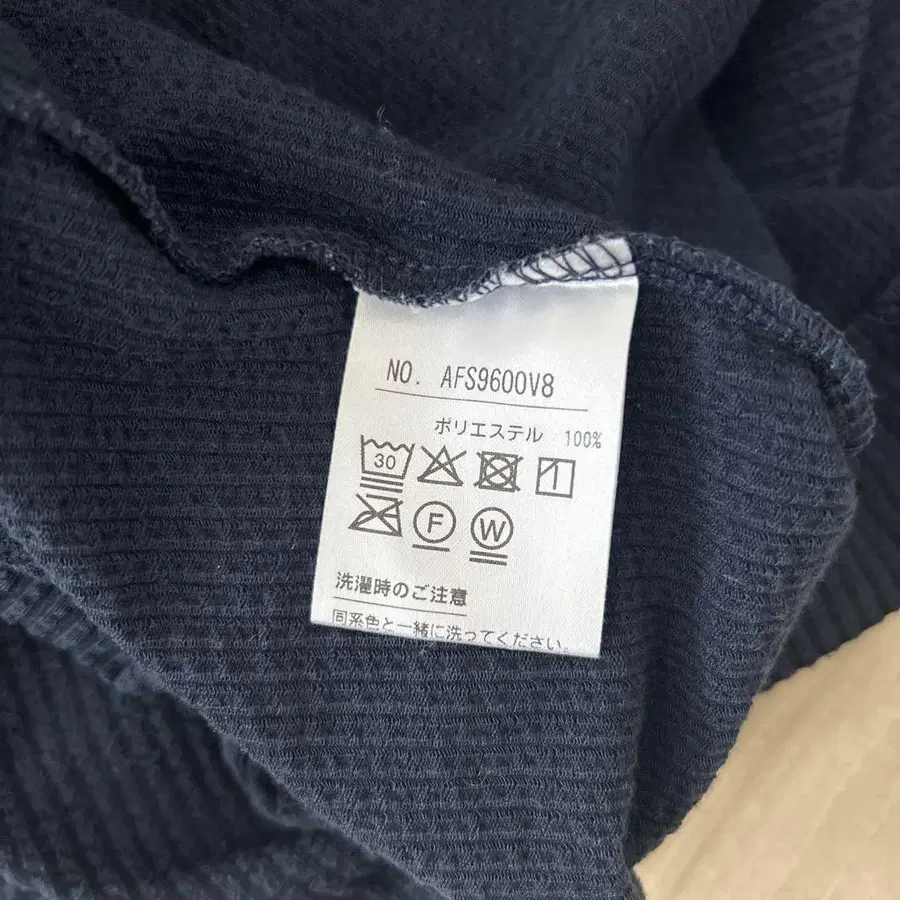 NO. AFS9600V8
ポリエステル 100%
30
F W
洗濯時のご注意
同系色と一緒に洗ってください。